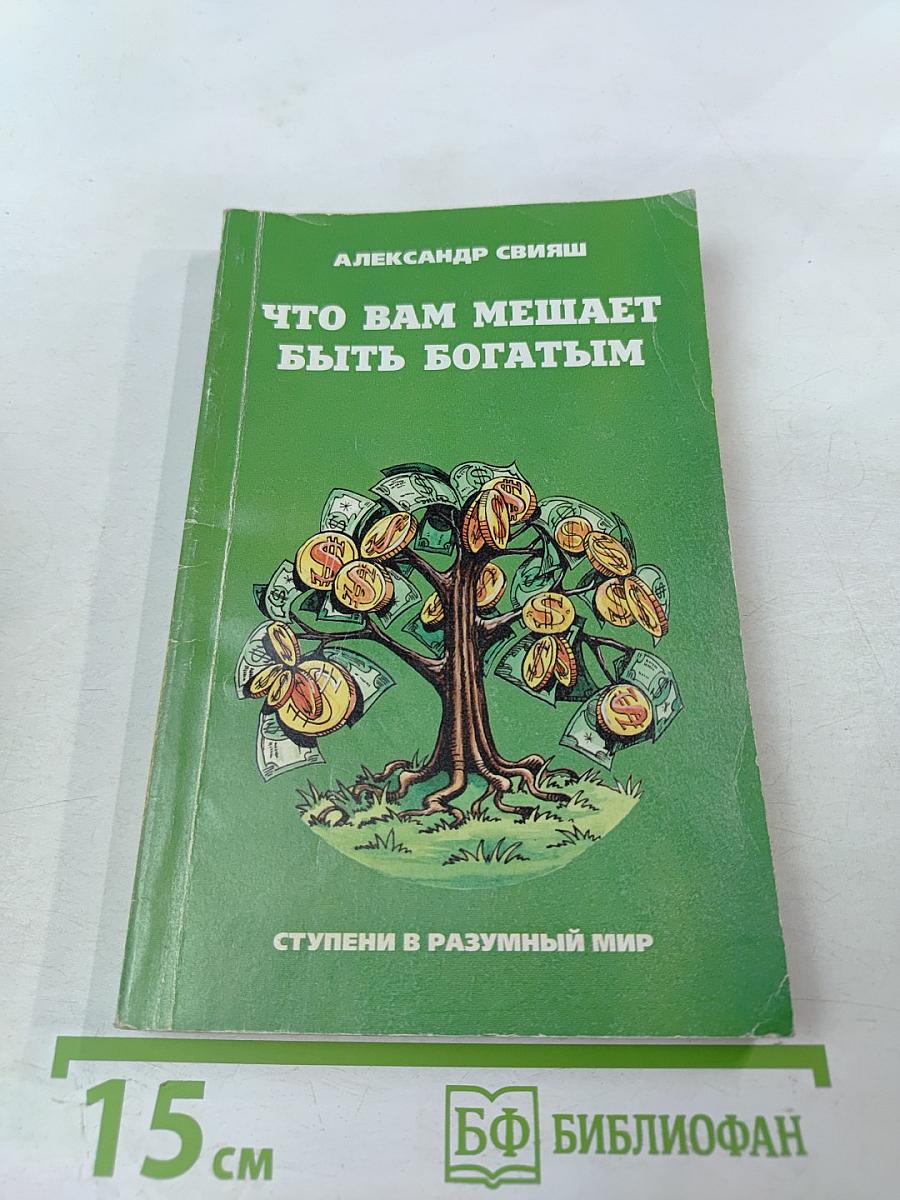 АЛЕКСАНДР СВИЯШ
ЧТО ВАМ МЕШАЕТ
БЫТЬ БОГАТЫМ
СТУПЕНИ В РАЗУМНЫЙ МИР
15 см
БФ БИБЛИОФАН